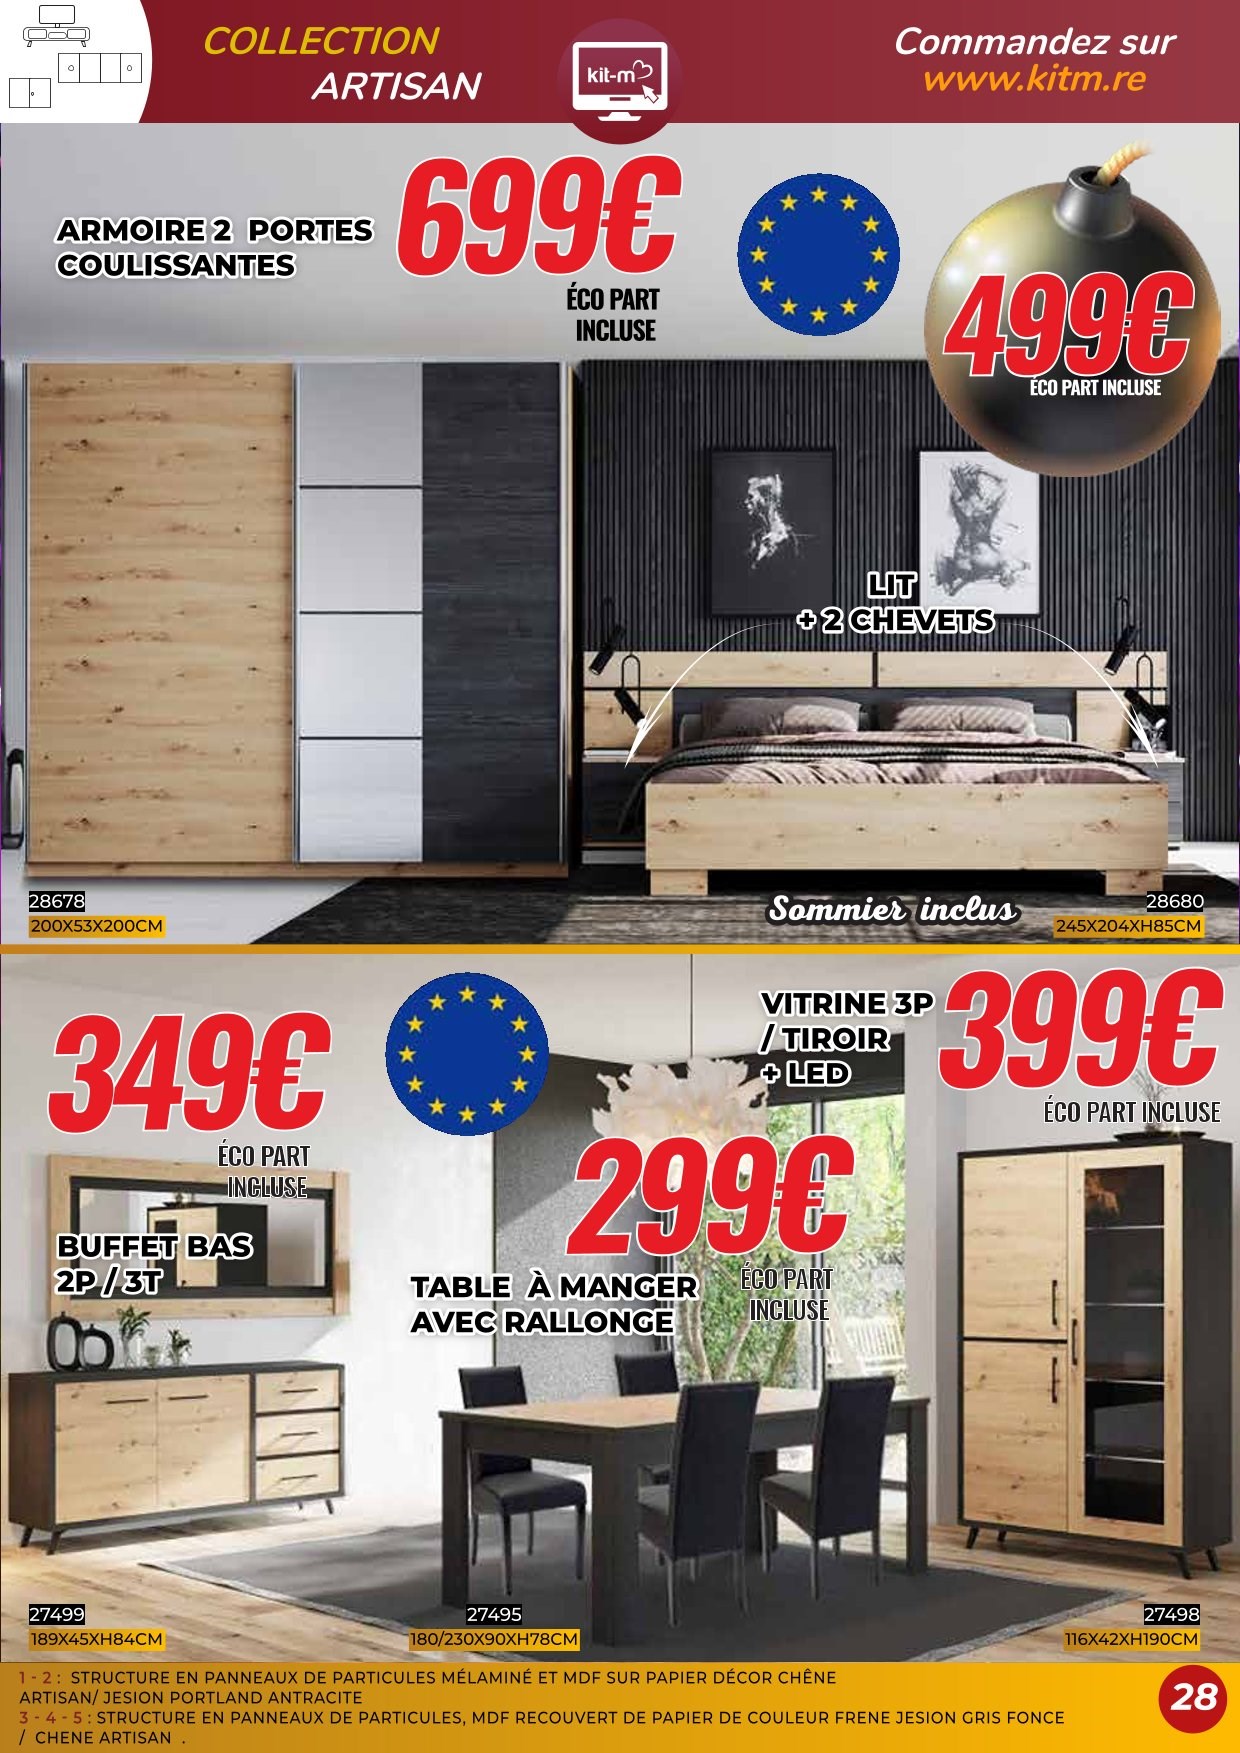 COLLECTION
ARTISAN
kit-m
Commandez sur
www.kitm.re
ARMOIRE 2 PORTES
COULISSANTES
699€
ÉCO PART
INCLUSE
499€
ÉCO PART INCLUSE
LIT
+ 2 CHEVETS
28678
200X53X200CM
Sommier inclus
28680
245X204XH85CM
349€
ÉCO PART
INCLUSE
BUFFET BAS
2P / 3T
VITRINE 3P
/ TIROIR
+ LED
399€
ÉCO PART INCLUSE
299€
ÉCO PART
INCLUSE
TABLE À MANGER
AVEC RALLONGE
27499
189X45XH84CM
27495
180/230X90XH78CM
27498
116X42XH190CM
1 - 2 : STRUCTURE EN PANNEAUX DE PARTICULES MÉLAMINÉ ET MDF SUR PAPIER DÉCOR CHÊNE
ARTISAN/ JESION PORTLAND ANTRACITE
3 - 4 - 5 : STRUCTURE EN PANNEAUX DE PARTICULES, MDF RECOUVERT DE PAPIER DE COULEUR FRENE JESION GRIS FONCE
/ CHENE ARTISAN .
28